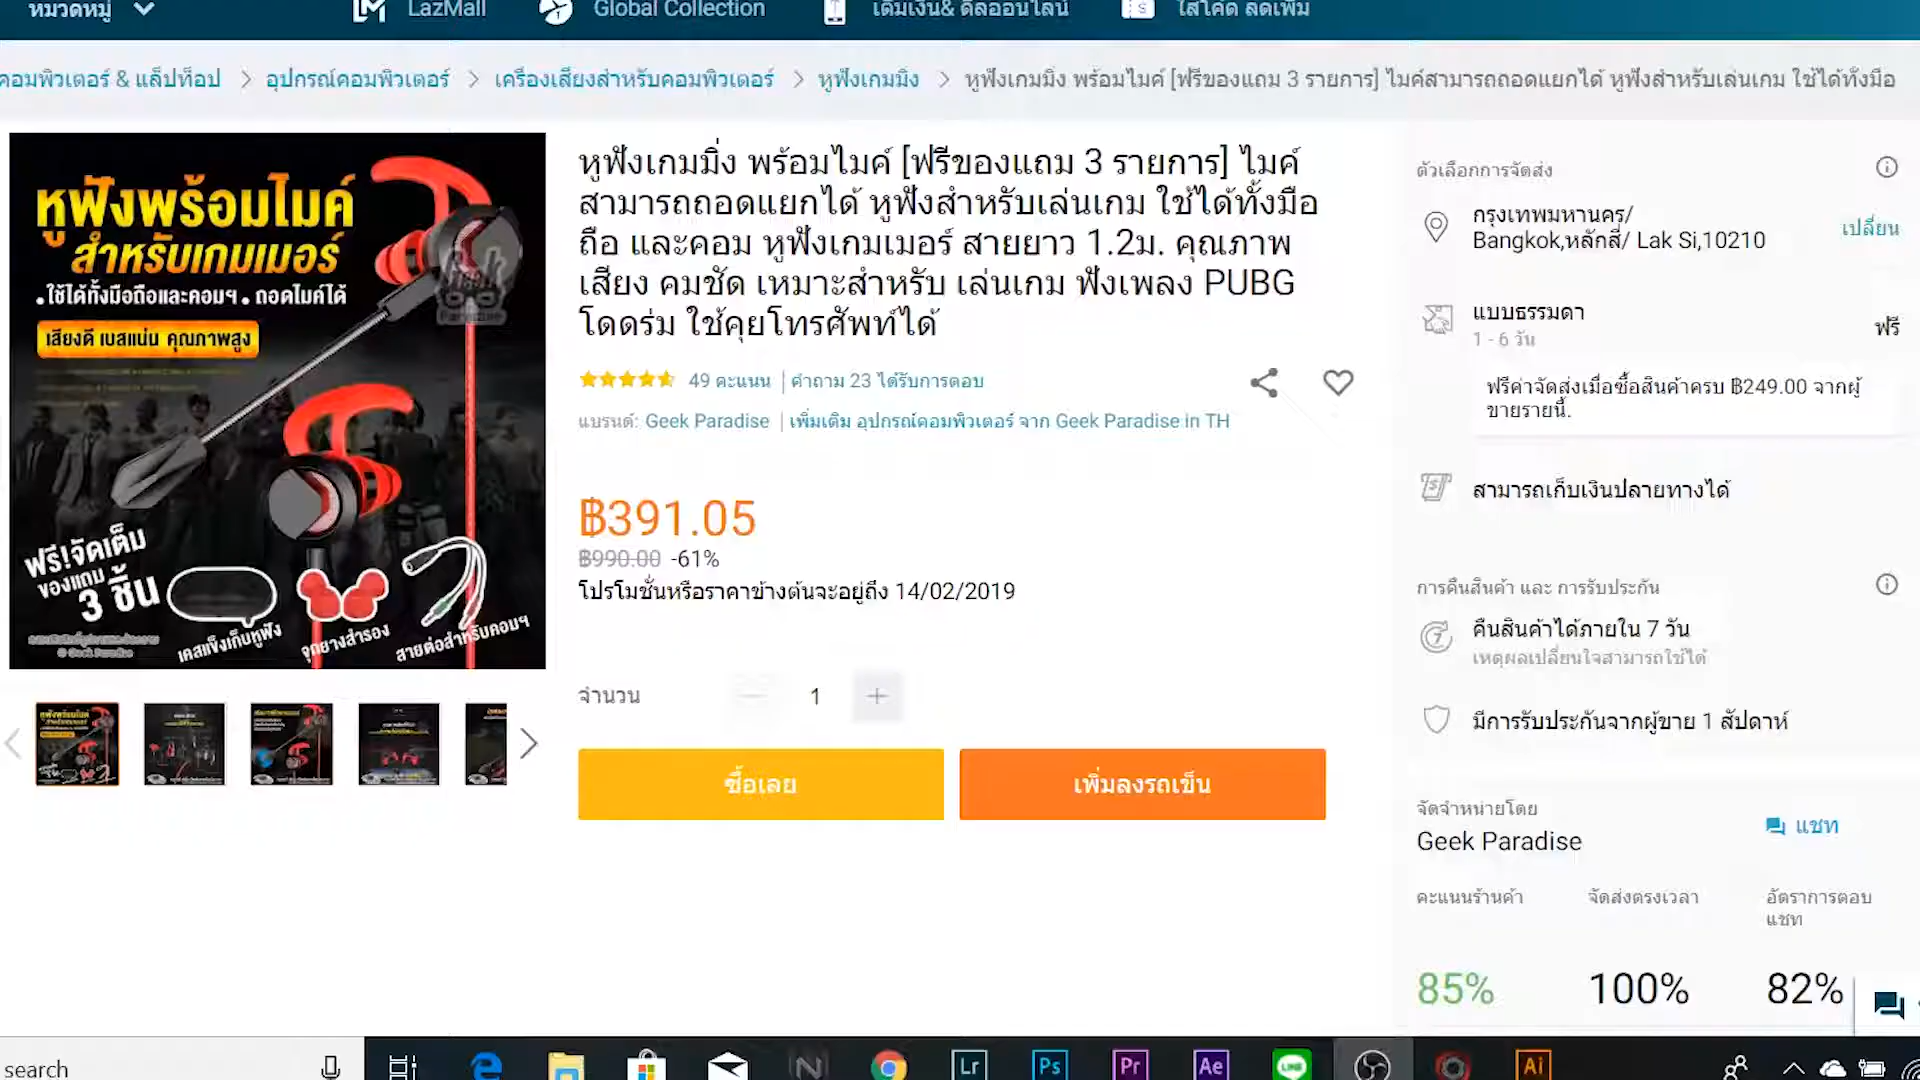 หมวดหมู่
LazMall
Global Collection
เติมเงิน& ดีลออนไลน์
ใส่โค้ด ลดเพิ่ม
คอมพิวเตอร์ & แล็ปท็อป > อุปกรณ์คอมพิวเตอร์ > เครื่องเสียงสำหรับคอมพิวเตอร์ > หูฟังเกมมิ่ง > หูฟังเกมมิ่ง พร้อมไมค์ [ฟรีของแถม 3 รายการ] ไมค์สามารถถอดแยกได้ หูฟังสำหรับเล่นเกม ใช้ได้ทั้งมือ
หูฟังพร้อมไมค์
สำหรับเกมเมอร์
• ใช้ได้ทั้งมือถือและคอมฯ • ถอดไมค์ได้
เสียงดี เบสแน่น คุณภาพสูง
ฟรี!จัดเต็ม
ของแถม
3 ชิ้น
เคสแข็งเก็บหูฟัง
จุกยางสำรอง
สายต่อสำหรับคอมฯ
หูฟังเกมมิ่ง พร้อมไมค์ [ฟรีของแถม 3 รายการ] ไมค์
สามารถถอดแยกได้ หูฟังสำหรับเล่นเกม ใช้ได้ทั้งมือ
ถือ และคอม หูฟังเกมเมอร์ สายยาว 1.2ม. คุณภาพ
เสียง คมชัด เหมาะสำหรับ เล่นเกม ฟังเพลง PUBG
โดดร่ม ใช้คุยโทรศัพท์ได้
49 คะแนน | คำถาม 23 ได้รับการตอบ
แบรนด์: Geek Paradise | เพิ่มเติม อุปกรณ์คอมพิวเตอร์ จาก Geek Paradise in TH
฿391.05
฿990.00 -61%
โปรโมชั่นหรือราคาข้างต้นจะอยู่ถึง 14/02/2019
จำนวน
1
ซื้อเลย
เพิ่มลงรถเข็น
ตัวเลือกการจัดส่ง
กรุงเทพมหานคร/
Bangkok,หลักสี่/ Lak Si,10210
เปลี่ยน
แบบธรรมดา
1 - 6 วัน
ฟรี
ฟรีค่าจัดส่งเมื่อซื้อสินค้าครบ ฿249.00 จากผู้
ขายรายนี้.
สามารถเก็บเงินปลายทางได้
การคืนสินค้า และ การรับประกัน
คืนสินค้าได้ภายใน 7 วัน
เหตุผลเปลี่ยนใจสามารถใช้ได้
มีการรับประกันจากผู้ขาย 1 สัปดาห์
จัดจำหน่ายโดย
Geek Paradise
แชท
คะแนนร้านค้า
จัดส่งตรงเวลา
อัตราการตอบ
แชท
85%
100%
82%
search
Lr
Ps
Pr
Ae
LINE
Ai